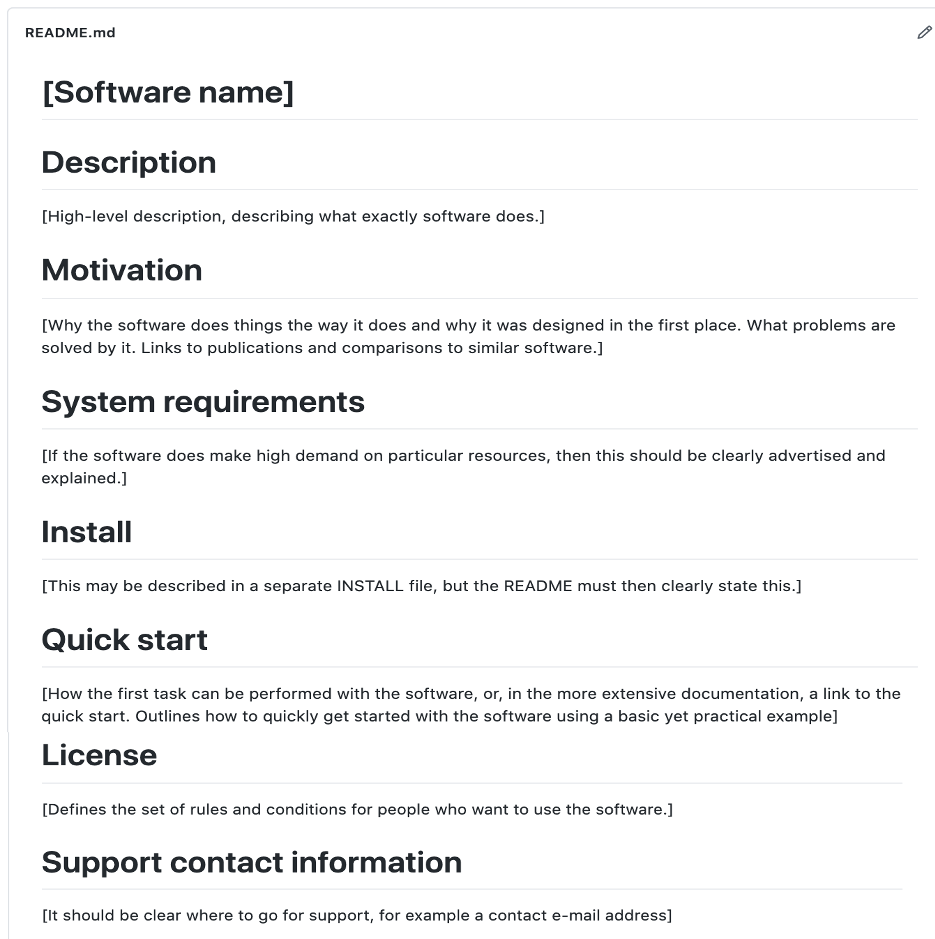 README.md
[Software name]
Description
[High-level description, describing what exactly software does.]
Motivation
[Why the software does things the way it does and why it was designed in the first place. What problems are
solved by it. Links to publications and comparisons to similar software.]
System requirements
[If the software does make high demand on particular resources, then this should be clearly advertised and
explained.]
Install
[This may be described in a separate INSTALL file, but the README must then clearly state this.]
Quick start
[How the first task can be performed with the software, or, in the more extensive documentation, a link to the
quick start. Outlines how to quickly get started with the software using a basic yet practical example]
License
[Defines the set of rules and conditions for people who want to use the software.]
Support contact information
[It should be clear where to go for support, for example a contact e-mail address]